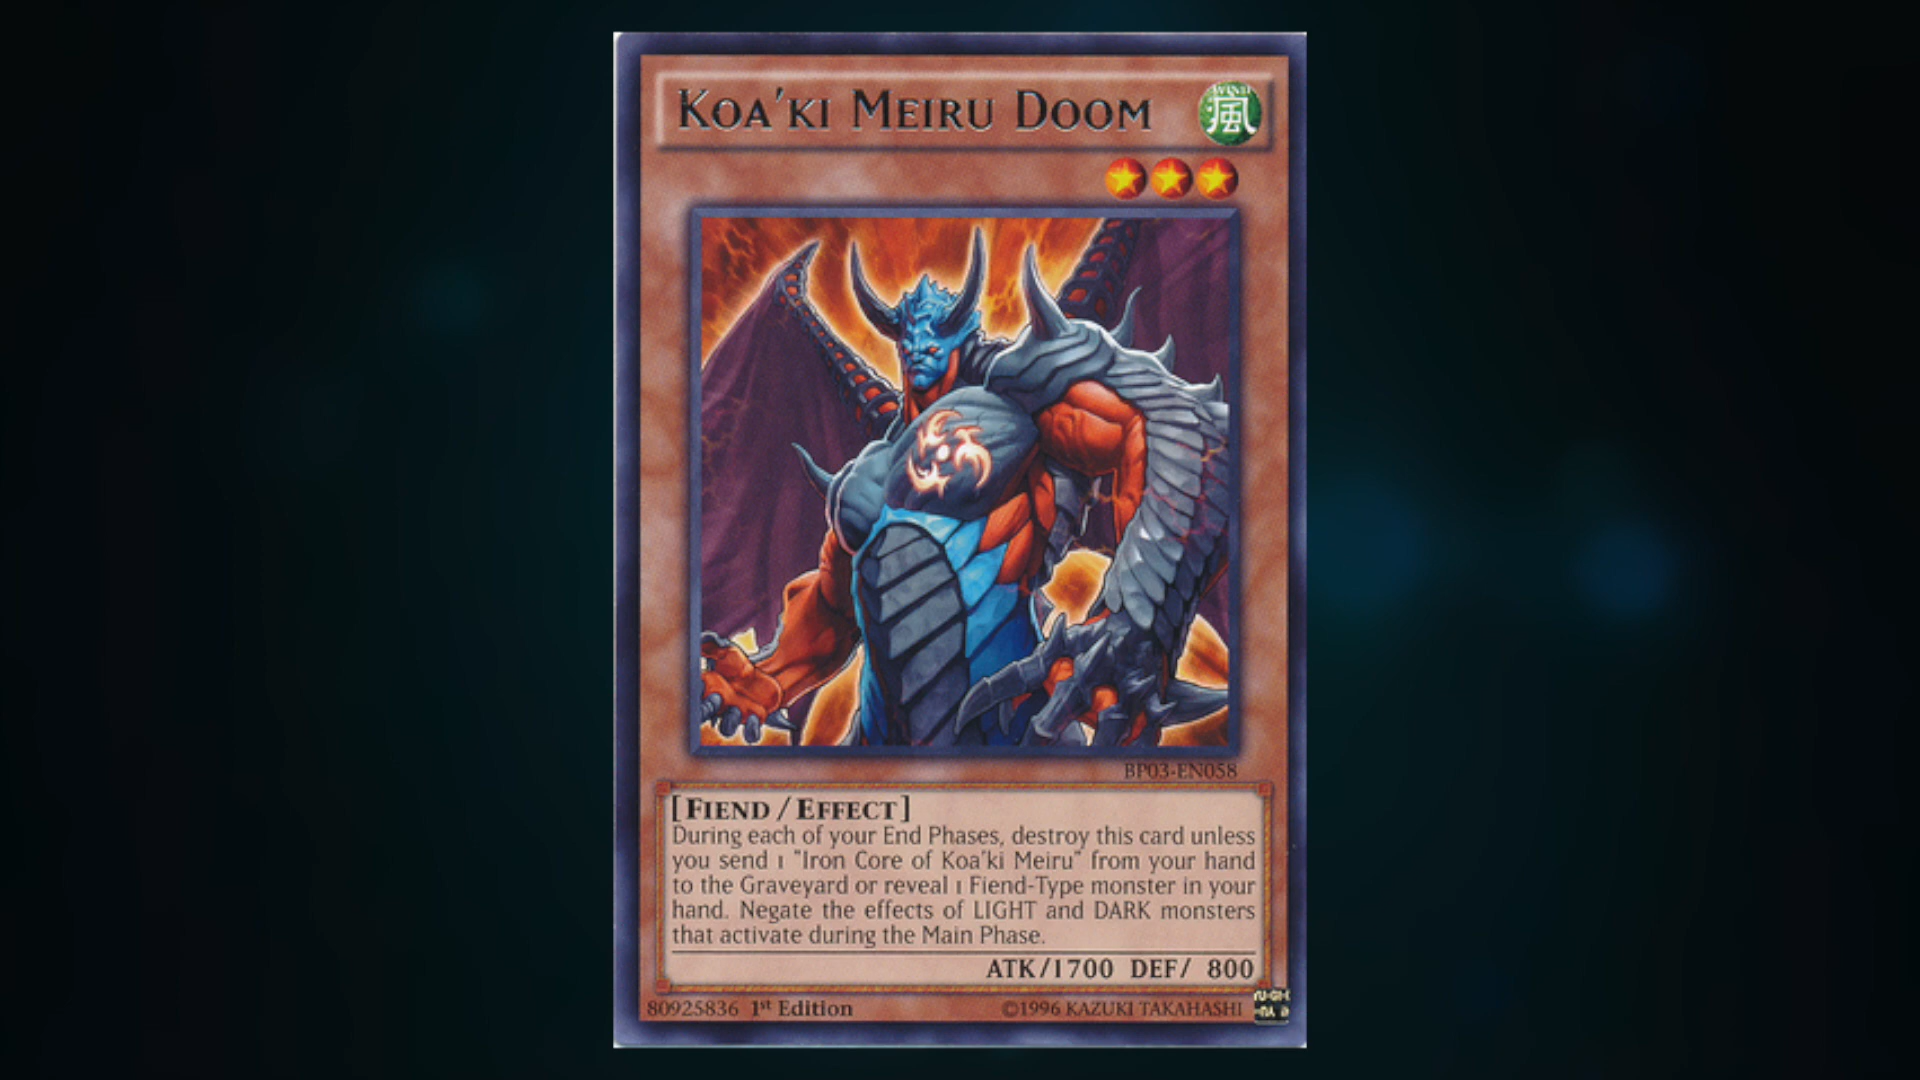 KOA'KI MEIRU DOOM
WIND
風
BP03-EN058
[FIEND/EFFECT]
During each of your End Phases, destroy this card unless
you send 1 "Iron Core of Koa'ki Meiru" from your hand
to the Graveyard or reveal 1 Fiend-Type monster in your
hand. Negate the effects of LIGHT and DARK monsters
that activate during the Main Phase.
ATK/1700 DEF/ 800
80925836 1st Edition
©1996 KAZUKI TAKAHASHI